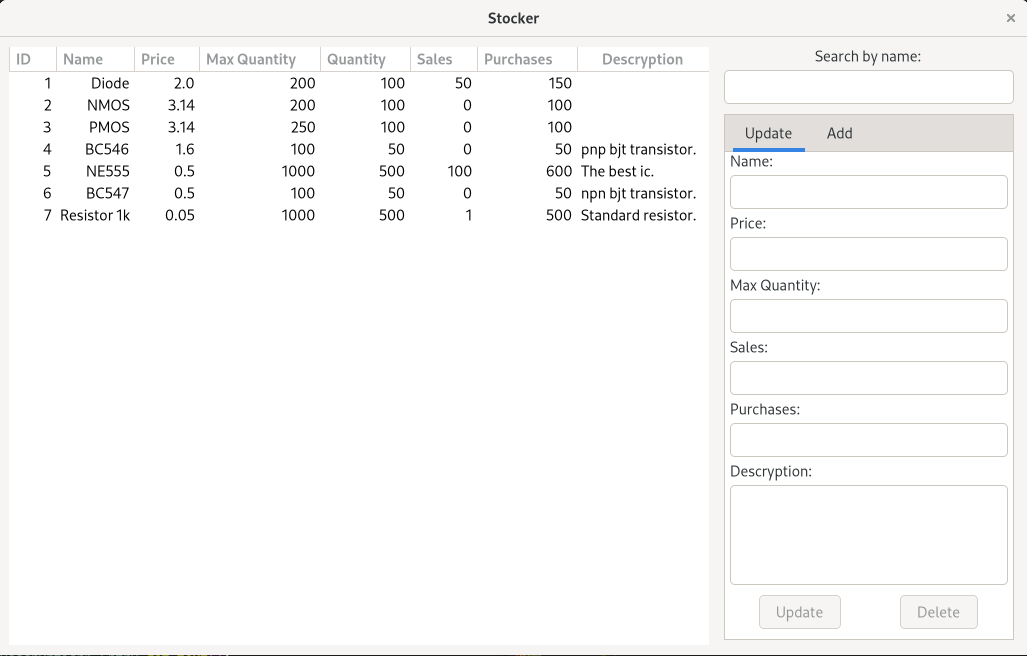 Stocker
ID Name Price Max Quantity Quantity Sales Purchases Descryption
1 Diode 2.0 200 100 50 150
2 NMOS 3.14 200 100 0 100
3 PMOS 3.14 250 100 0 100
4 BC546 1.6 100 50 0 50 pnp bjt transistor.
5 NE555 0.5 1000 500 100 600 The best ic.
6 BC547 0.5 100 50 0 50 npn bjt transistor.
7 Resistor 1k 0.05 1000 500 1 500 Standard resistor.
Search by name:
Update Add
Name:
Price:
Max Quantity:
Sales:
Purchases:
Descryption:
Update Delete